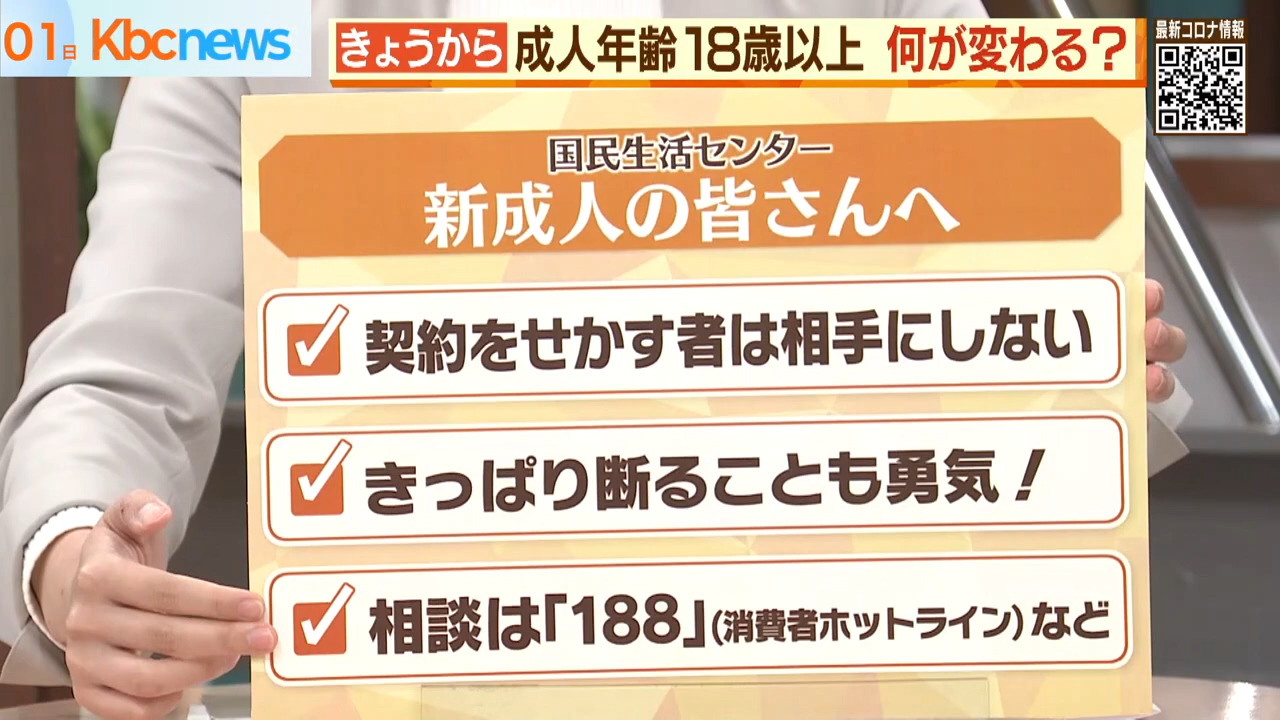 01日 Kbcnews
きょうから 成人年齢18歳以上 何が変わる?
最新コロナ情報
国民生活センター
新成人の皆さんへ
契約をせかす者は相手にしない
きっぱり断ることも勇気!
相談は「188」(消費者ホットライン)など